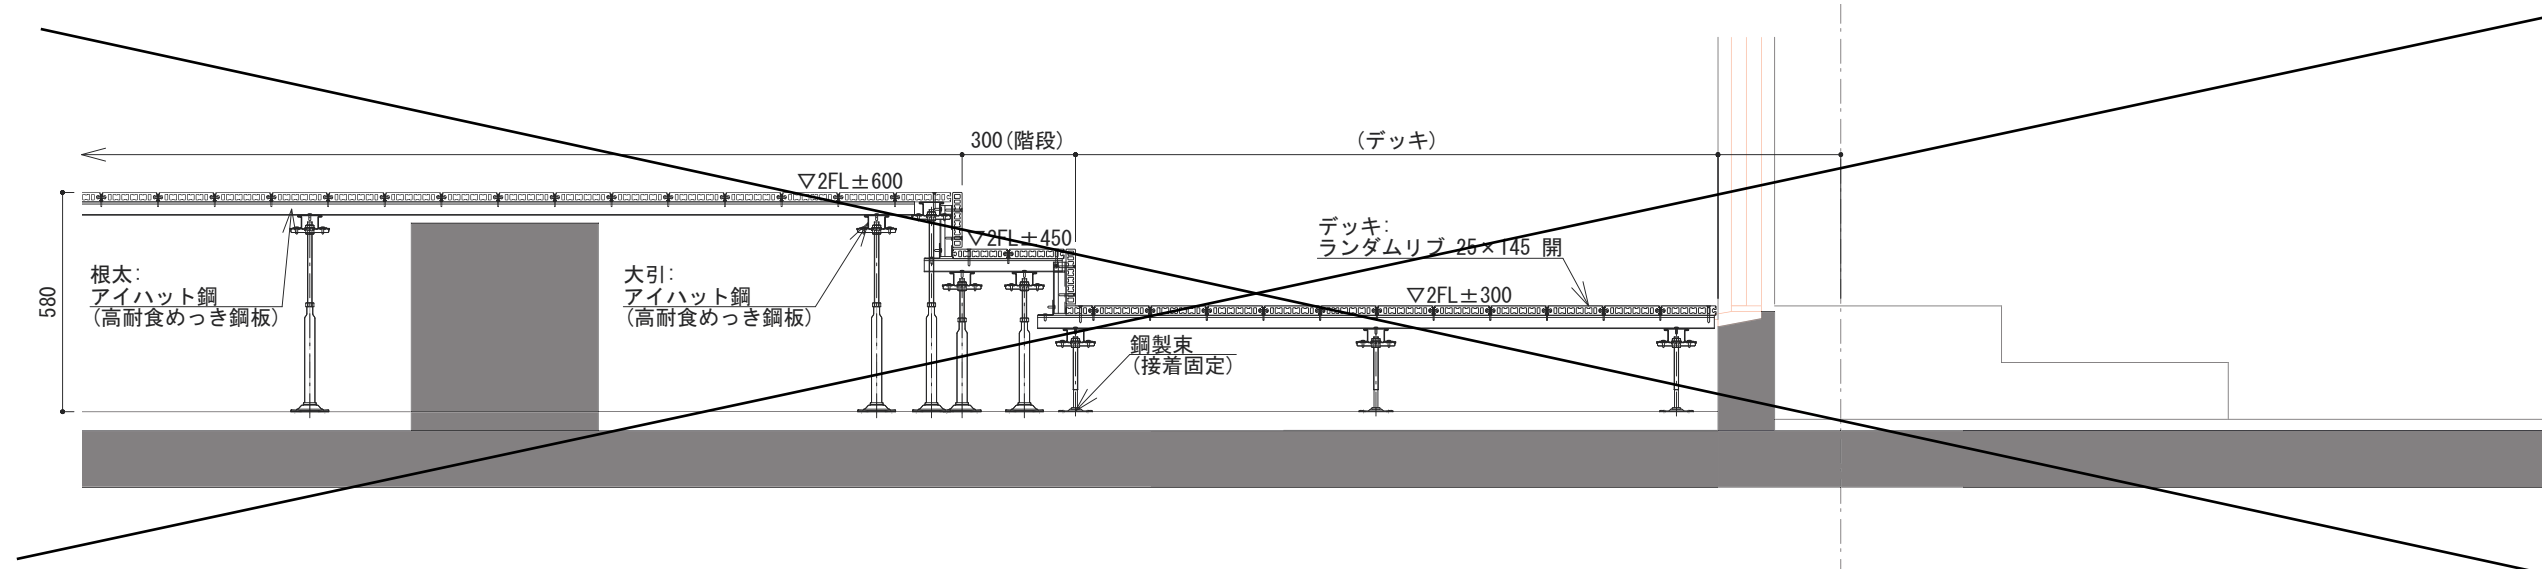 300(階段)
(デッキ)
▽2FL±600
▽2FL±450
デッキ:
ランダムリブ 25×145 開
根太:
アイハット鋼
(高耐食めっき鋼板)
大引:
アイハット鋼
(高耐食めっき鋼板)
580
▽2FL±300
鋼製束
(接着固定)